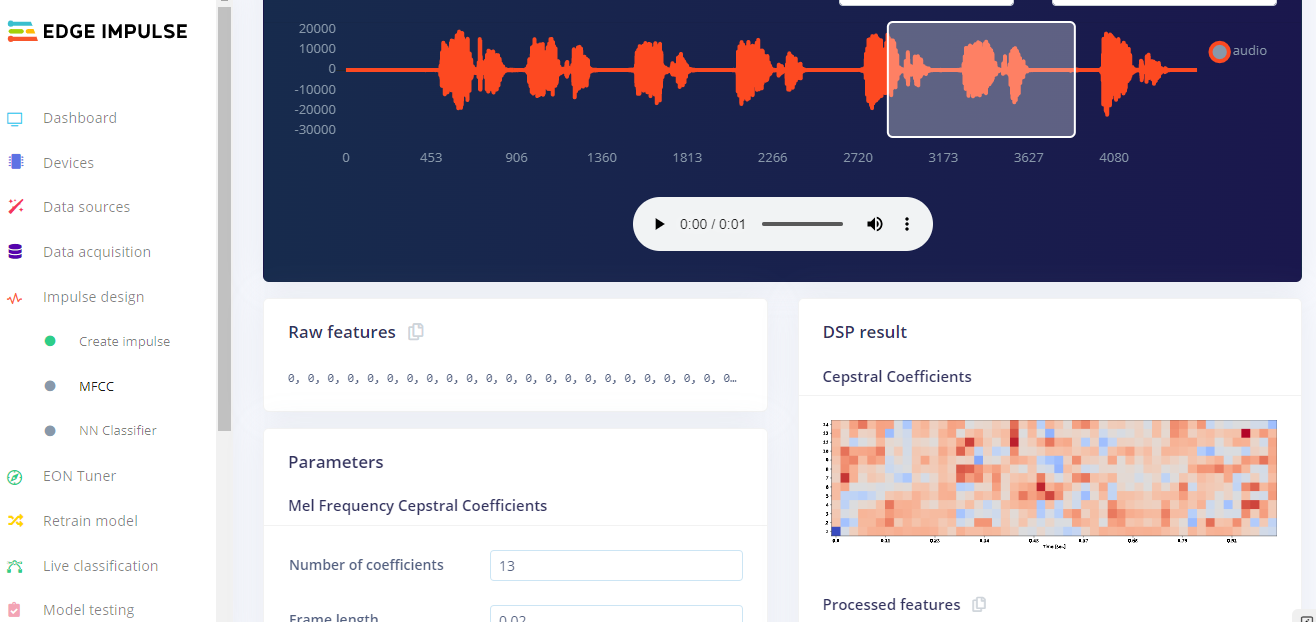 EDGE IMPULSE
Dashboard
Devices
Data sources
Data acquisition
Impulse design
Create impulse
MFCC
NN Classifier
EON Tuner
Retrain model
Live classification
Model testing
20000
10000
0
-10000
-20000
-30000
0 453 906 1360 1813 2266 2720 3173 3627 4080
audio
0:00 / 0:01
Raw features
0, 0, 0, 0, 0, 0, 0, 0, 0, 0, 0, 0, 0, 0, 0, 0, 0, 0, 0, 0, 0, 0, 0…
Parameters
Mel Frequency Cepstral Coefficients
Number of coefficients 13
Frame length 0.02
DSP result
Cepstral Coefficients
Time [sec]
Processed features